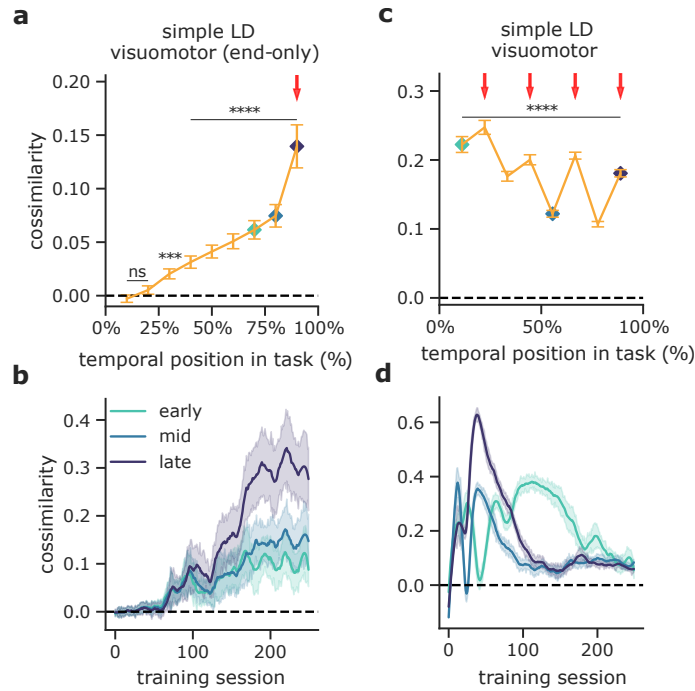 a
simple LD
visuomotor (end-only)
0.20
0.15
0.10
0.05
0.00
cossimilarity
ns
***
****
0% 25% 50% 75% 100%
temporal position in task (%)
c
simple LD
visuomotor
0.3
0.2
0.1
0.0
****
0% 50% 100%
temporal position in task (%)
b
0.4
0.3
0.2
0.1
0.0
cossimilarity
early
mid
late
0 100 200
training session
d
0.6
0.4
0.2
0.0
0 100 200
training session